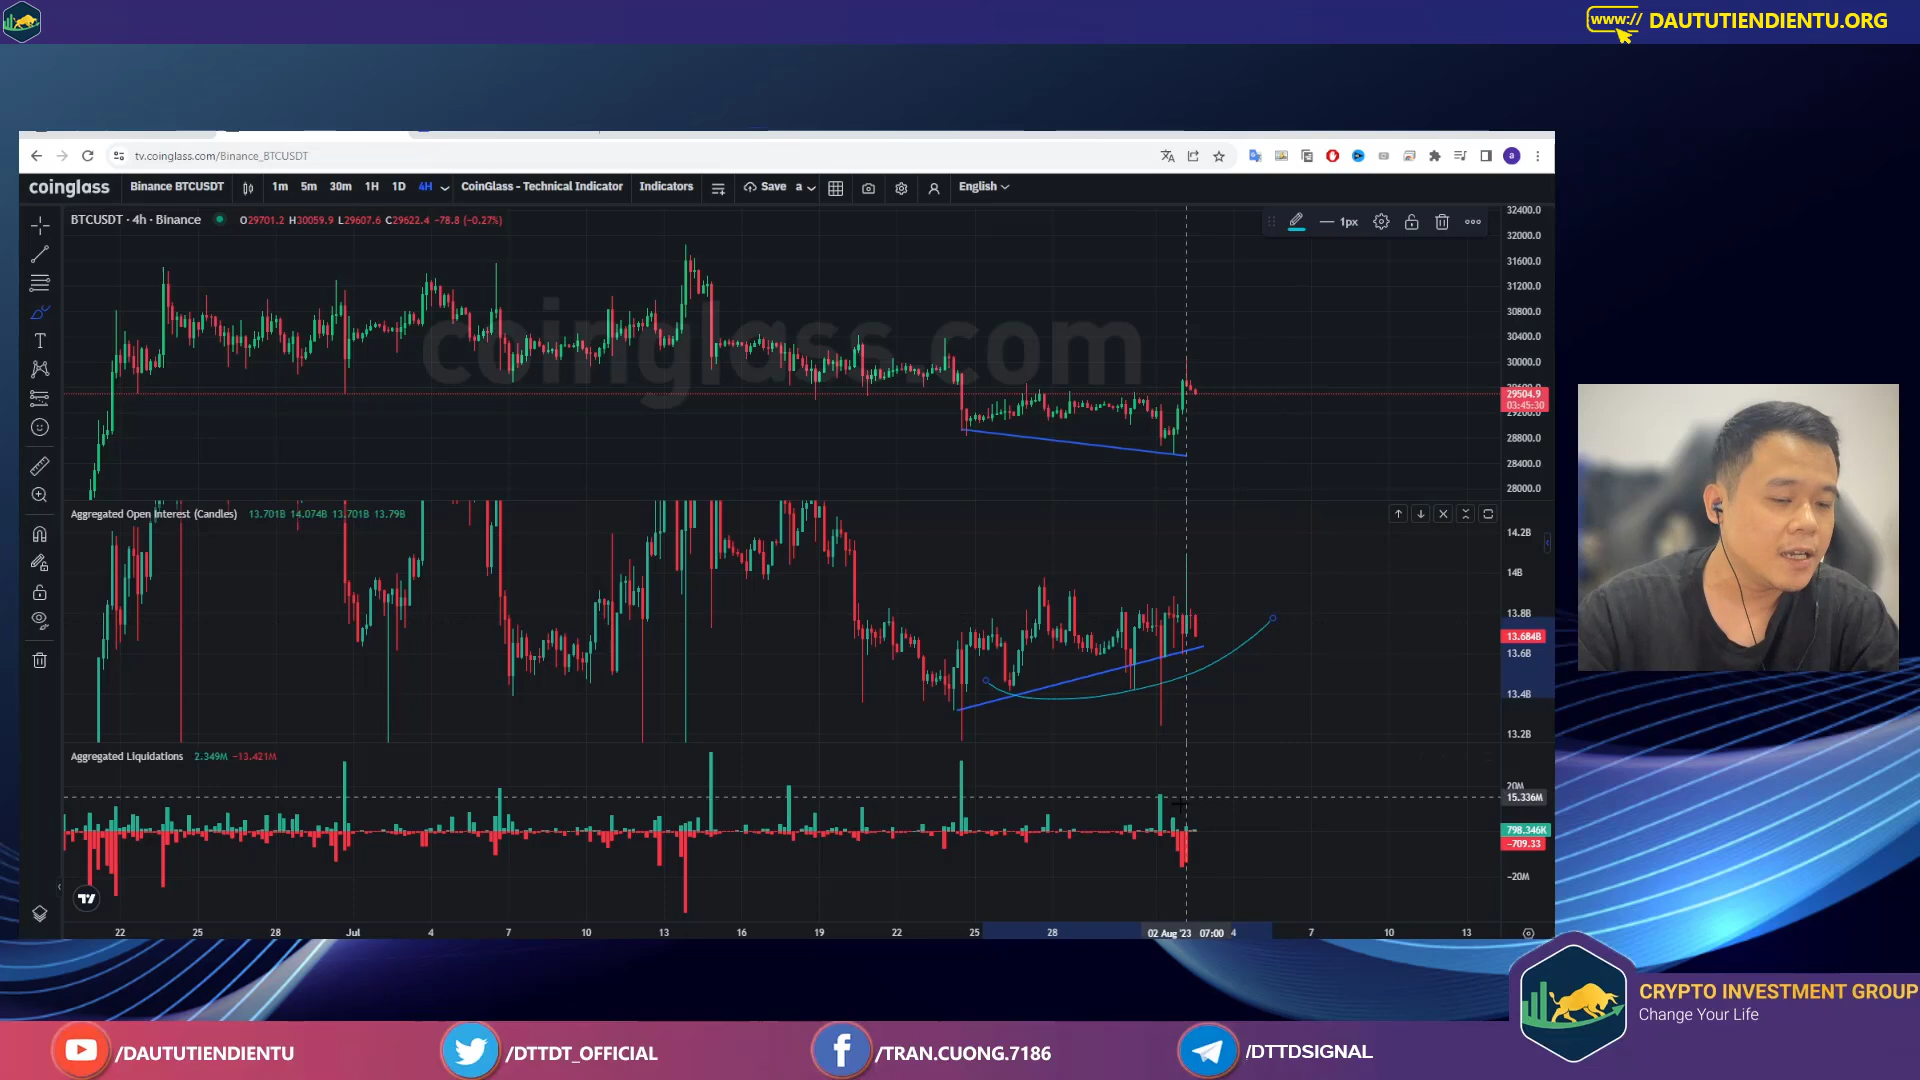 www:// DAUTUTIENDIENTU.ORG
tv.coinglass.com/Binance_BTCUSDT
a
coinglass Binance BTCUSDT 1m 5m 30m 1H 1D 4H CoinGlass - Technical Indicator Indicators Save a English
BTCUSDT · 4h · Binance O29701.2 H30059.9 L29607.6 C29622.4 -78.8 (-0.27%)
1px
32400.0
32000.0
31600.0
31200.0
30800.0
30400.0
30000.0
29504.9
03:45:30
28800.0
28400.0
28000.0
coinglass.com
Aggregated Open Interest (Candles) 13.701B 14.074B 13.701B 13.79B
14.2B
14B
13.8B
13.684B
13.6B
13.4B
13.2B
Aggregated Liquidations 2.349M -13.421M
20M
15.336M
798.346K
-709.33
-20M
22 25 28 Jul 4 7 10 13 16 19 22 25 28 02 Aug '23 07:00 4 7 10 13
CRYPTO INVESTMENT GROUP
Change Your Life
/DAUTUTIENDIENTU
/DTTDT_OFFICIAL
/TRAN.CUONG.7186
/DTTDSIGNAL